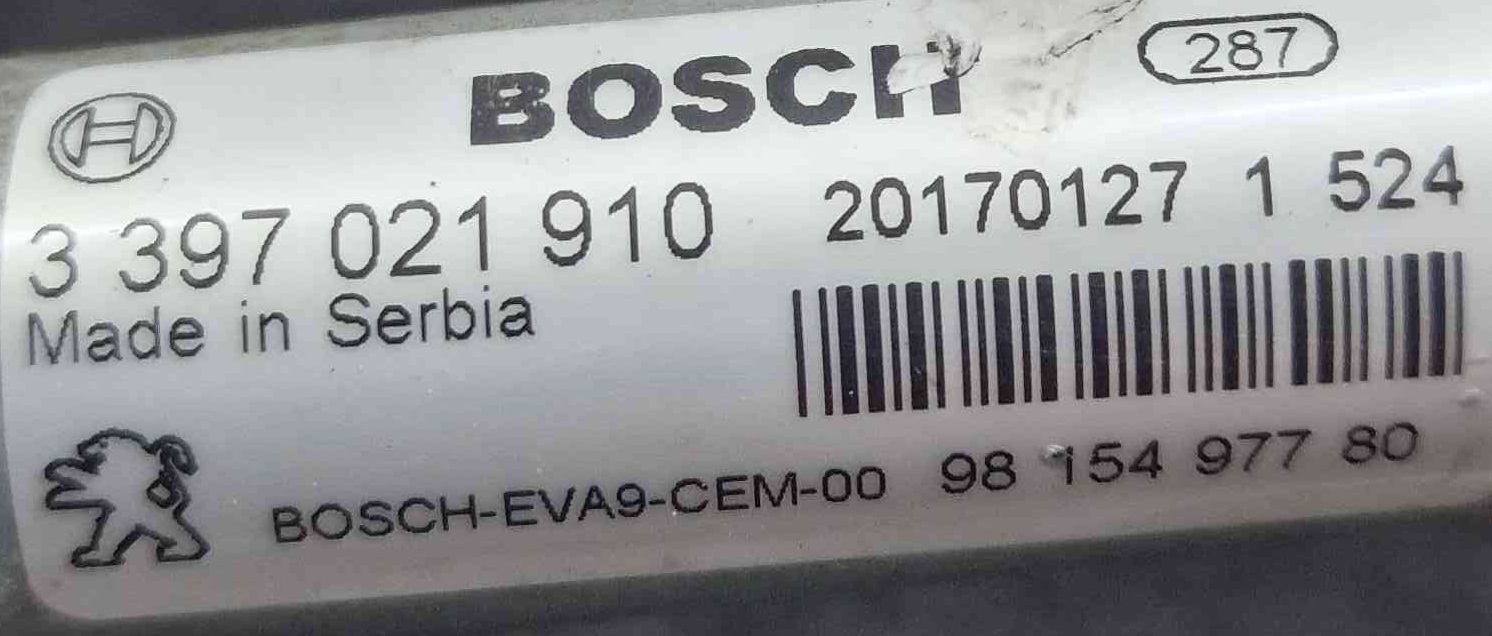 BOSCH 287
3 397 021 910 20170127 1 524
Made in Serbia
BOSCH-EVA9-CEM-00 98 154 977 80